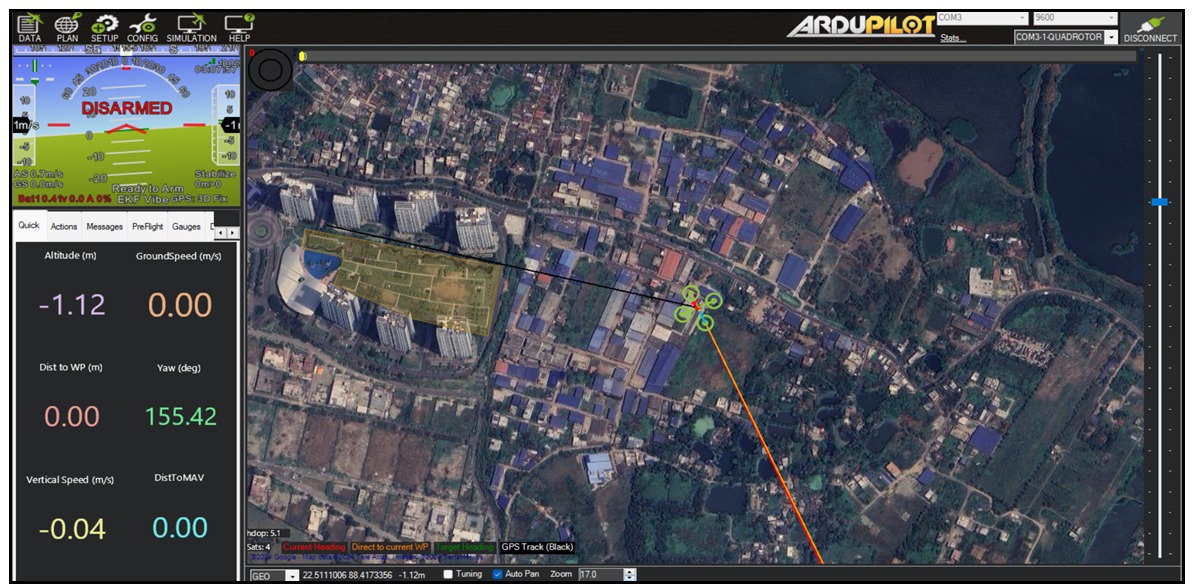 DATA PLAN SETUP CONFIG SIMULATION HELP
ARDUPILOT
COM3 9600
Stats...
COM3-1-QUADROTOR
DISCONNECT
DISARMED
AS 0.7m/s
GS 0.0m/s
Stabilize
0m>0
Ready to Arm
Bat1 0.41v 0.0 A 0% EKF Vibe GPS: 3D Fix
Quick Actions Messages PreFlight Gauges
Altitude (m) GroundSpeed (m/s)
-1.12 0.00
Dist to WP (m) Yaw (deg)
0.00 155.42
Vertical Speed (m/s) DistToMAV
-0.04 0.00
0
hdop: 5.1
Sats: 4 Current Heading Direct to current WP Target Heading GPS Track (Black)
GEO 22.5111006 88.4173356 -1.12m Tuning Auto Pan Zoom 17.0